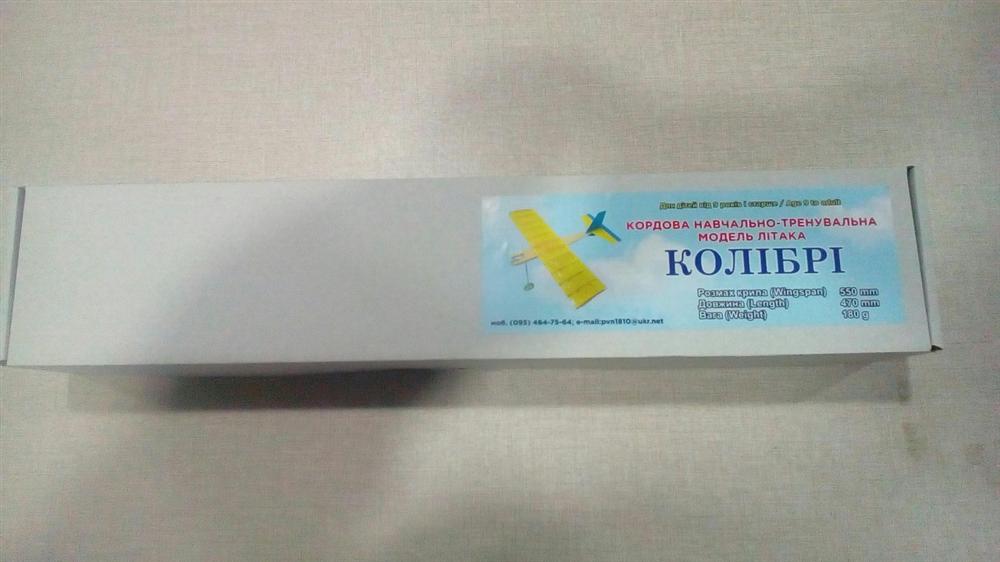 Для дітей від 9 років і старше / Age 9 to adult
КОРДОВА НАВЧАЛЬНО-ТРЕНУВАЛЬНА
МОДЕЛЬ ЛІТАКА
КОЛІБРІ
Розмах крила (Wingspan) 550 mm
Довжина (Length) 470 mm
Вага (Weight) 180 g
моб. (095) 464-75-64; e-mail:pvn1810@ukr.net